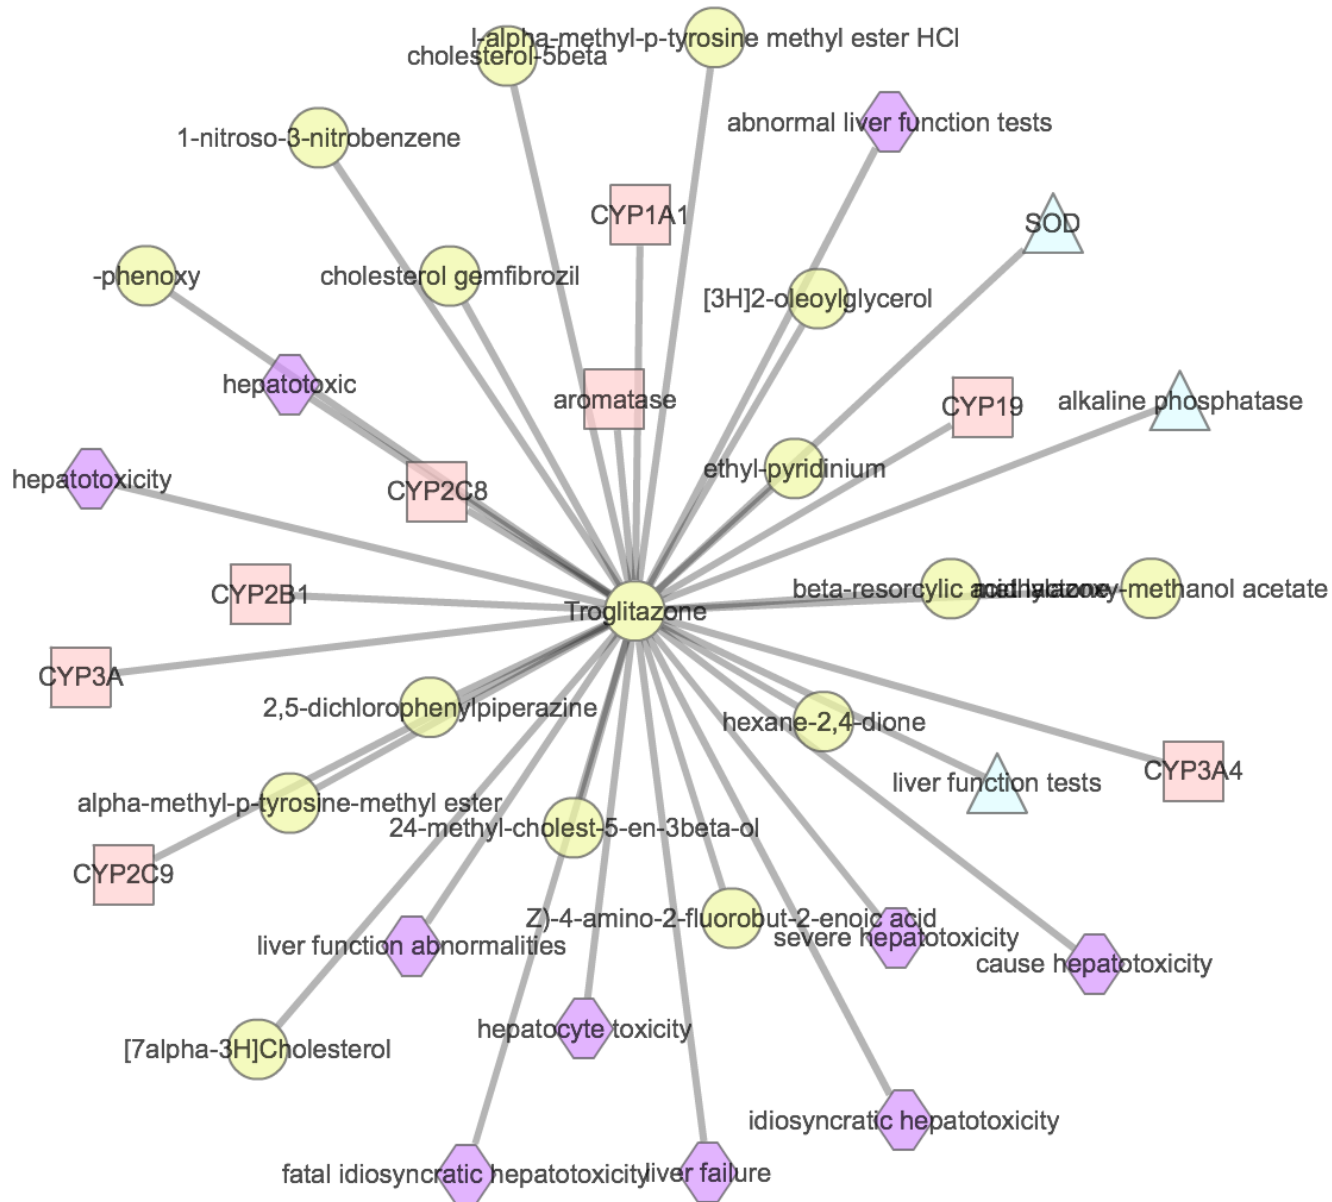 l-alpha-methyl-p-tyrosine methyl ester HCl
cholesterol-5beta
abnormal liver function tests
1-nitroso-3-nitrobenzene
CYP1A1
SOD
-phenoxy
cholesterol gemfibrozil
[3H]2-oleoylglycerol
hepatotoxic
aromatase
CYP19
alkaline phosphatase
ethyl-pyridinium
hepatotoxicity
CYP2C8
CYP2B1
beta-resorcylic acid lactone
methanol acetate
Troglitazone
CYP3A
2,5-dichlorophenylpiperazine
hexane-2,4-dione
CYP3A4
liver function tests
alpha-methyl-p-tyrosine-methyl ester
24-methyl-cholest-5-en-3beta-ol
CYP2C9
Z)-4-amino-2-fluorobut-2-enoic acid
severe hepatotoxicity
liver function abnormalities
cause hepatotoxicity
hepatocyte toxicity
[7alpha-3H]Cholesterol
idiosyncratic hepatotoxicity
fatal idiosyncratic hepatotoxicity
liver failure